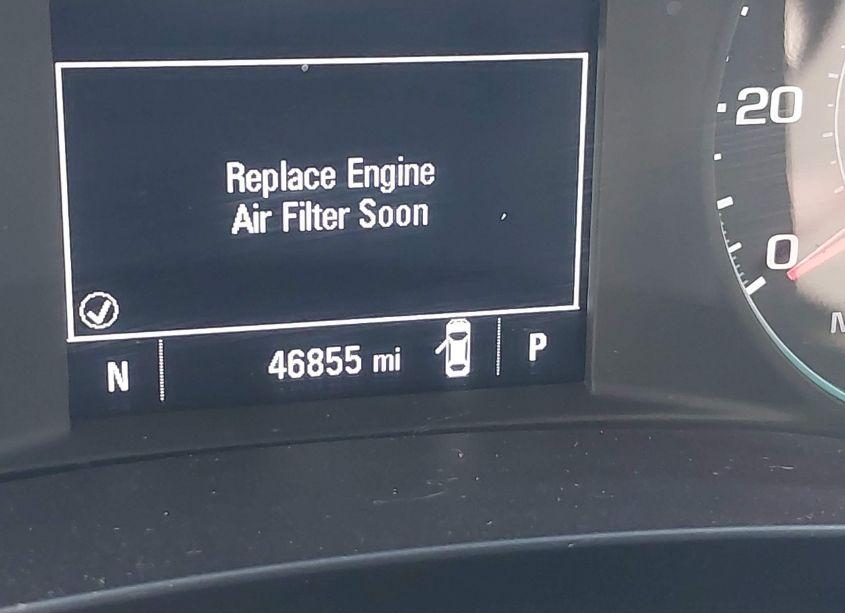 Replace Engine
Air Filter Soon
N
46855 mi
P
20
0